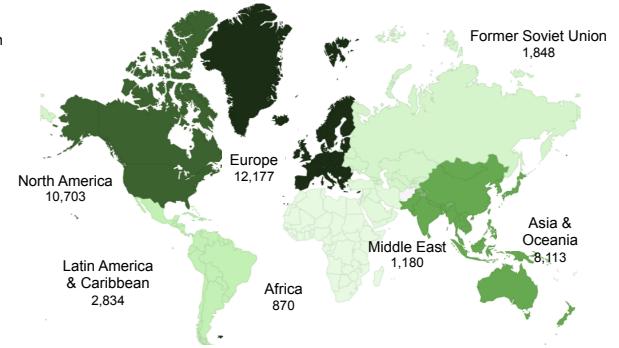 Former Soviet Union
1,848
Europe
12,177
North America
10,703
Asia &
Oceania
8,113
Middle East
1,180
Latin America
& Caribbean
2,834
Africa
870